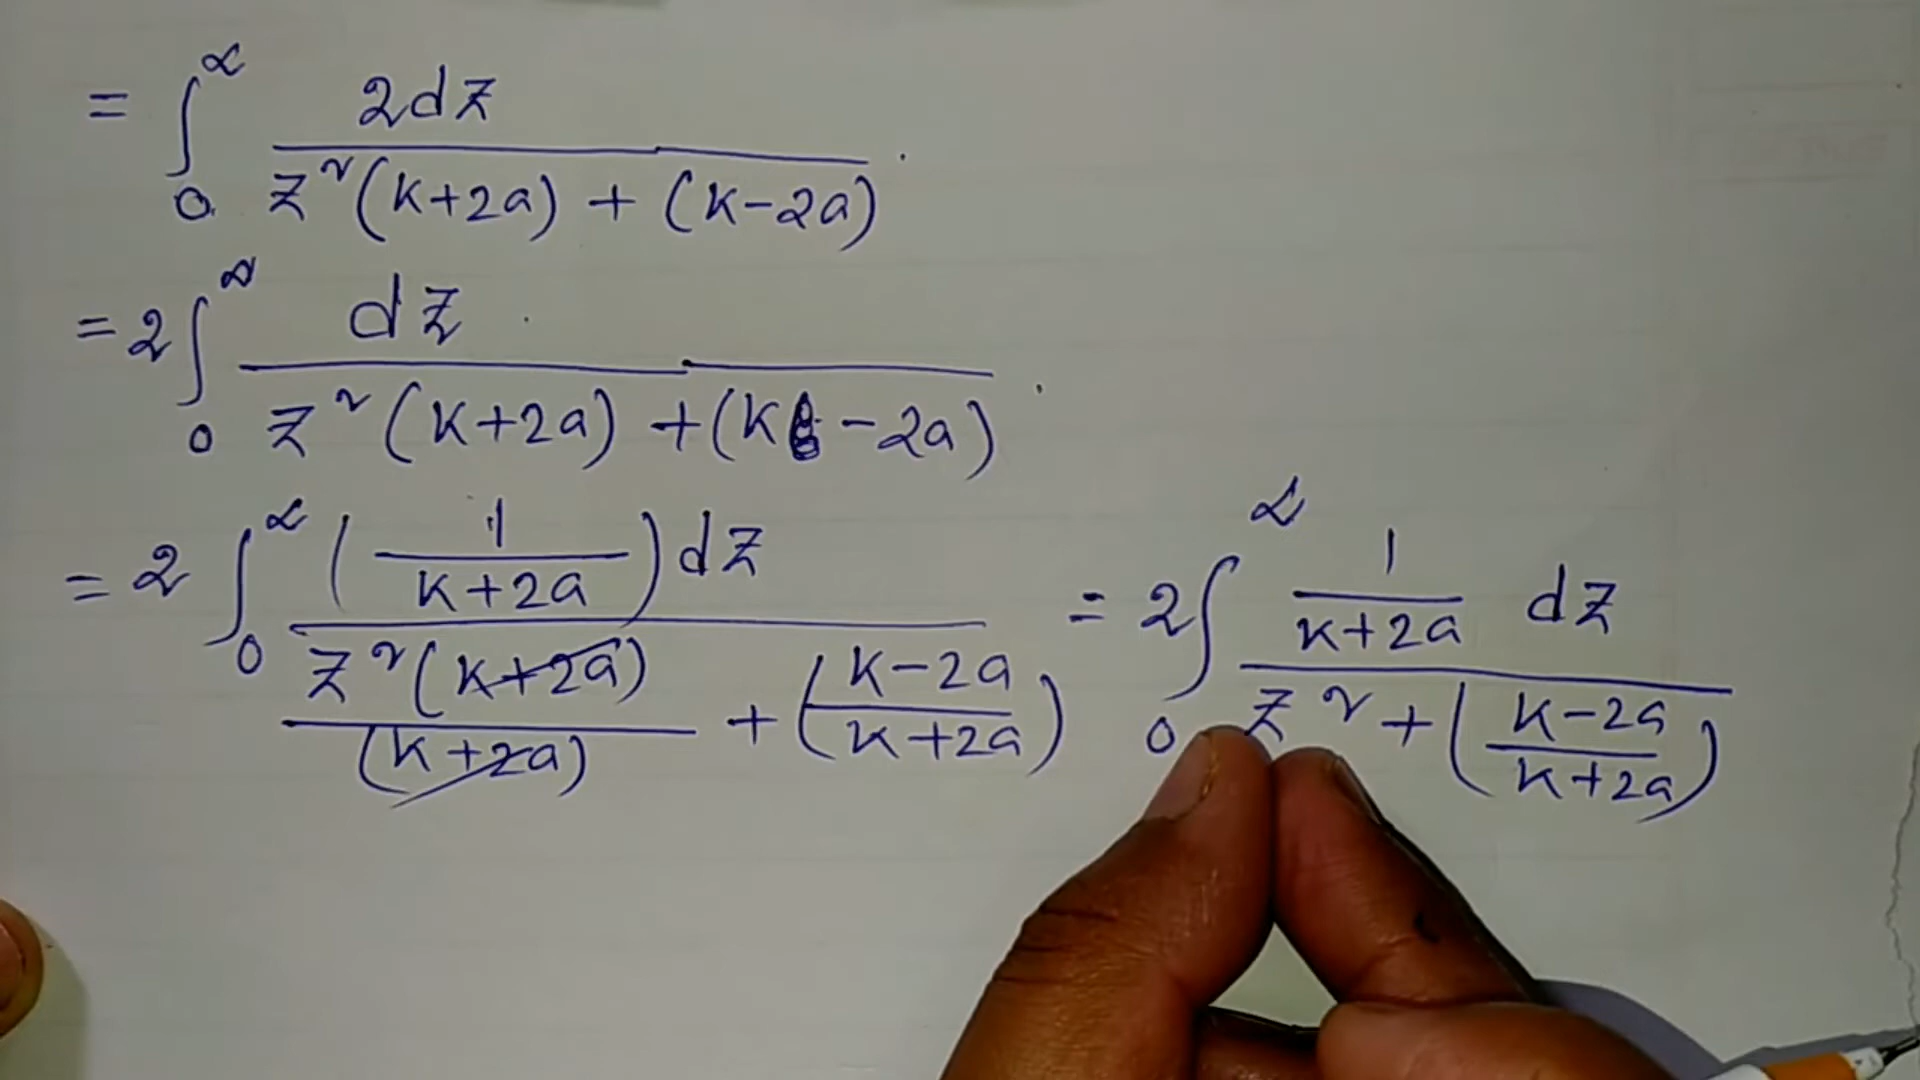 = ∫₀^∝ 2dz / z²(k+2a) + (k-2a) .
= 2∫₀^∝ dz / z²(k+2a) + (k-2a) .
= 2 ∫₀^∝ (1/k+2a) dz / z²(k+2a)/(k+2a) + (k-2a/k+2a) = 2∫₀^∝ 1/k+2a dz / z² + (k-2a/k+2a)